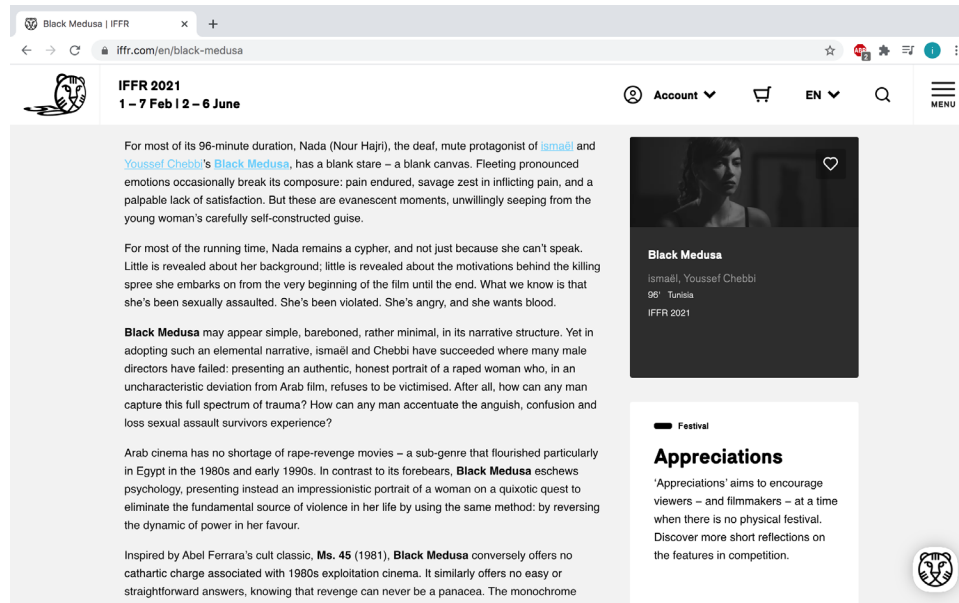 Black Medusa | IFFR
iffr.com/en/black-medusa
ABP
2
i
IFFR 2021
1 – 7 Feb | 2 – 6 June
Account
EN
MENU
For most of its 96-minute duration, Nada (Nour Hajri), the deaf, mute protagonist of ismaël and
Youssef Chebbi's Black Medusa, has a blank stare – a blank canvas. Fleeting pronounced
emotions occasionally break its composure: pain endured, savage zest in inflicting pain, and a
palpable lack of satisfaction. But these are evanescent moments, unwillingly seeping from the
young woman's carefully self-constructed guise.
For most of the running time, Nada remains a cypher, and not just because she can't speak.
Little is revealed about her background; little is revealed about the motivations behind the killing
spree she embarks on from the very beginning of the film until the end. What we know is that
she's been sexually assaulted. She's been violated. She's angry, and she wants blood.
Black Medusa may appear simple, bareboned, rather minimal, in its narrative structure. Yet in
adopting such an elemental narrative, ismaël and Chebbi have succeeded where many male
directors have failed: presenting an authentic, honest portrait of a raped woman who, in an
uncharacteristic deviation from Arab film, refuses to be victimised. After all, how can any man
capture this full spectrum of trauma? How can any man accentuate the anguish, confusion and
loss sexual assault survivors experience?
Arab cinema has no shortage of rape-revenge movies – a sub-genre that flourished particularly
in Egypt in the 1980s and early 1990s. In contrast to its forebears, Black Medusa eschews
psychology, presenting instead an impressionistic portrait of a woman on a quixotic quest to
eliminate the fundamental source of violence in her life by using the same method: by reversing
the dynamic of power in her favour.
Inspired by Abel Ferrara's cult classic, Ms. 45 (1981), Black Medusa conversely offers no
cathartic charge associated with 1980s exploitation cinema. It similarly offers no easy or
straightforward answers, knowing that revenge can never be a panacea. The monochrome
Black Medusa
ismaël, Youssef Chebbi
96' Tunisia
IFFR 2021
Festival
Appreciations
'Appreciations' aims to encourage
viewers – and filmmakers – at a time
when there is no physical festival.
Discover more short reflections on
the features in competition.